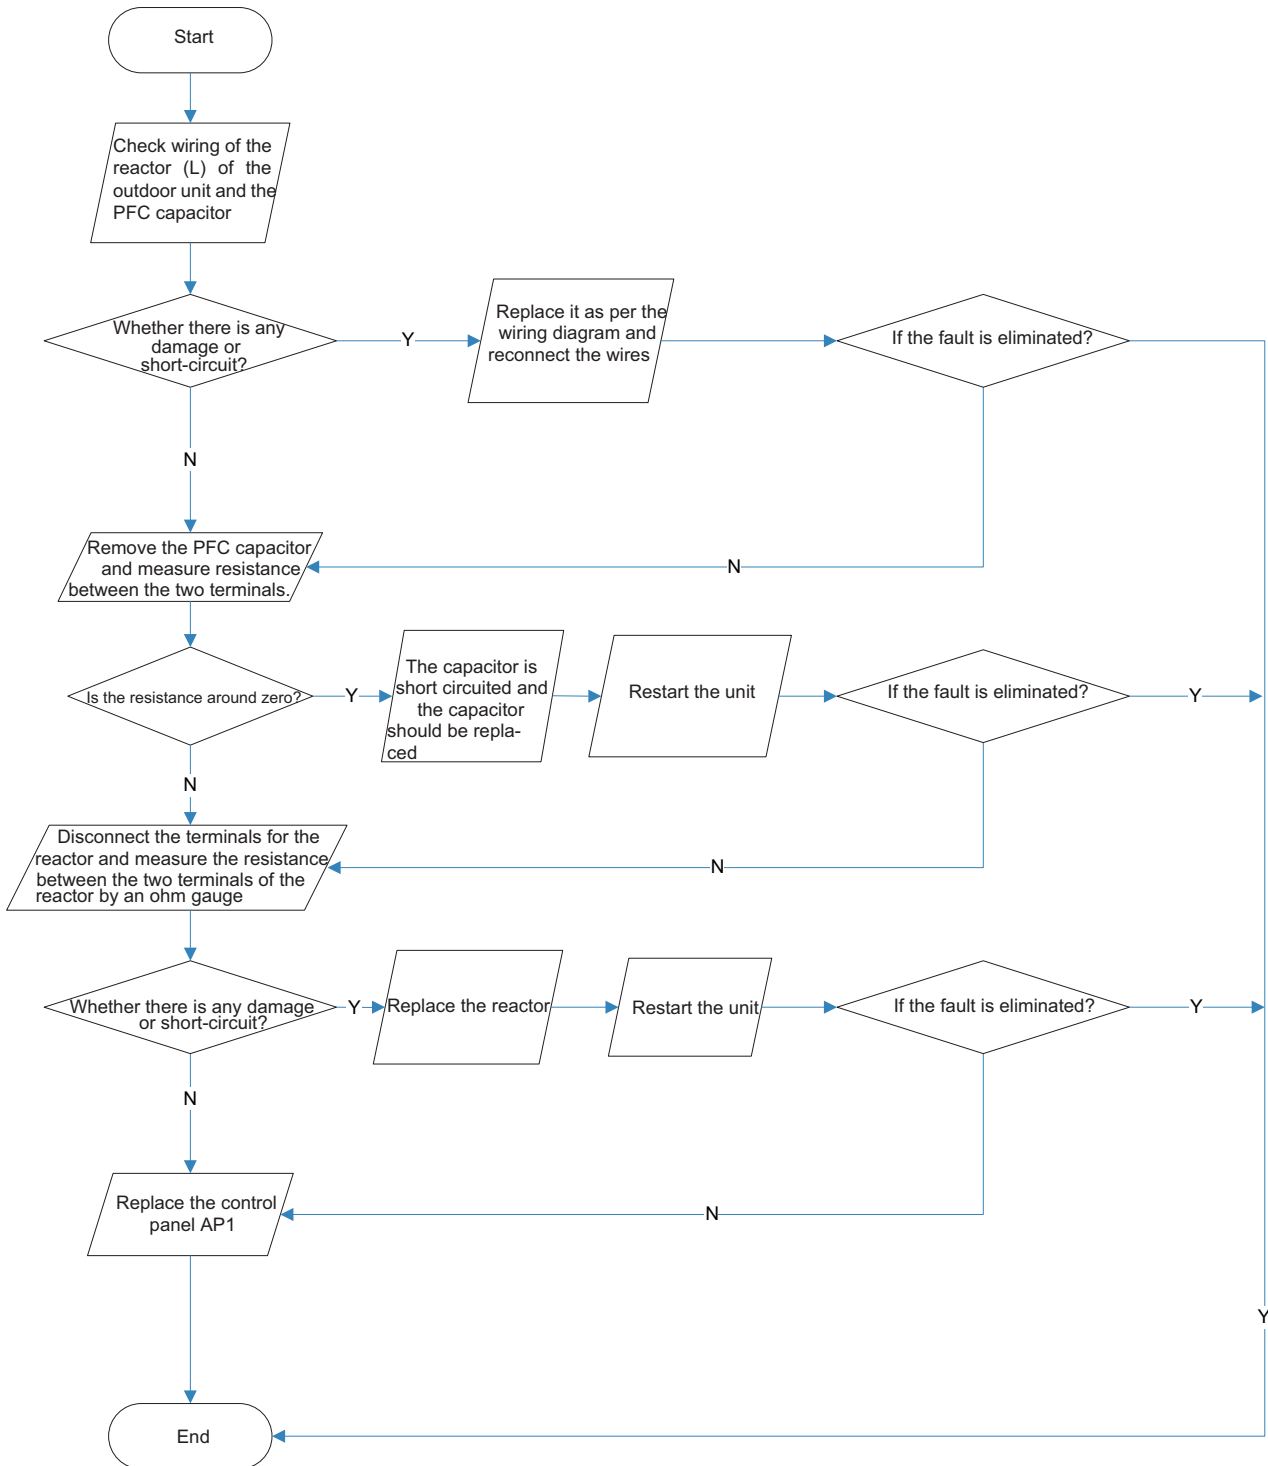 Start
Check wiring of the
reactor (L) of the
outdoor unit and the
PFC capacitor
Whether there is any
damage or
short-circuit?
Y
Replace it as per the
wiring diagram and
reconnect the wires
If the fault is eliminated?
N
Remove the PFC capacitor
and measure resistance
between the two terminals.
N
Is the resistance around zero?
Y
The capacitor is
short circuited and
the capacitor
should be repla-
ced
Restart the unit
If the fault is eliminated?
Y
N
Disconnect the terminals for the
reactor and measure the resistance
between the two terminals of the
reactor by an ohm gauge
N
Whether there is any damage
or short-circuit?
Y
Replace the reactor
Restart the unit
If the fault is eliminated?
Y
N
Replace the control
panel AP1
N
Y
End